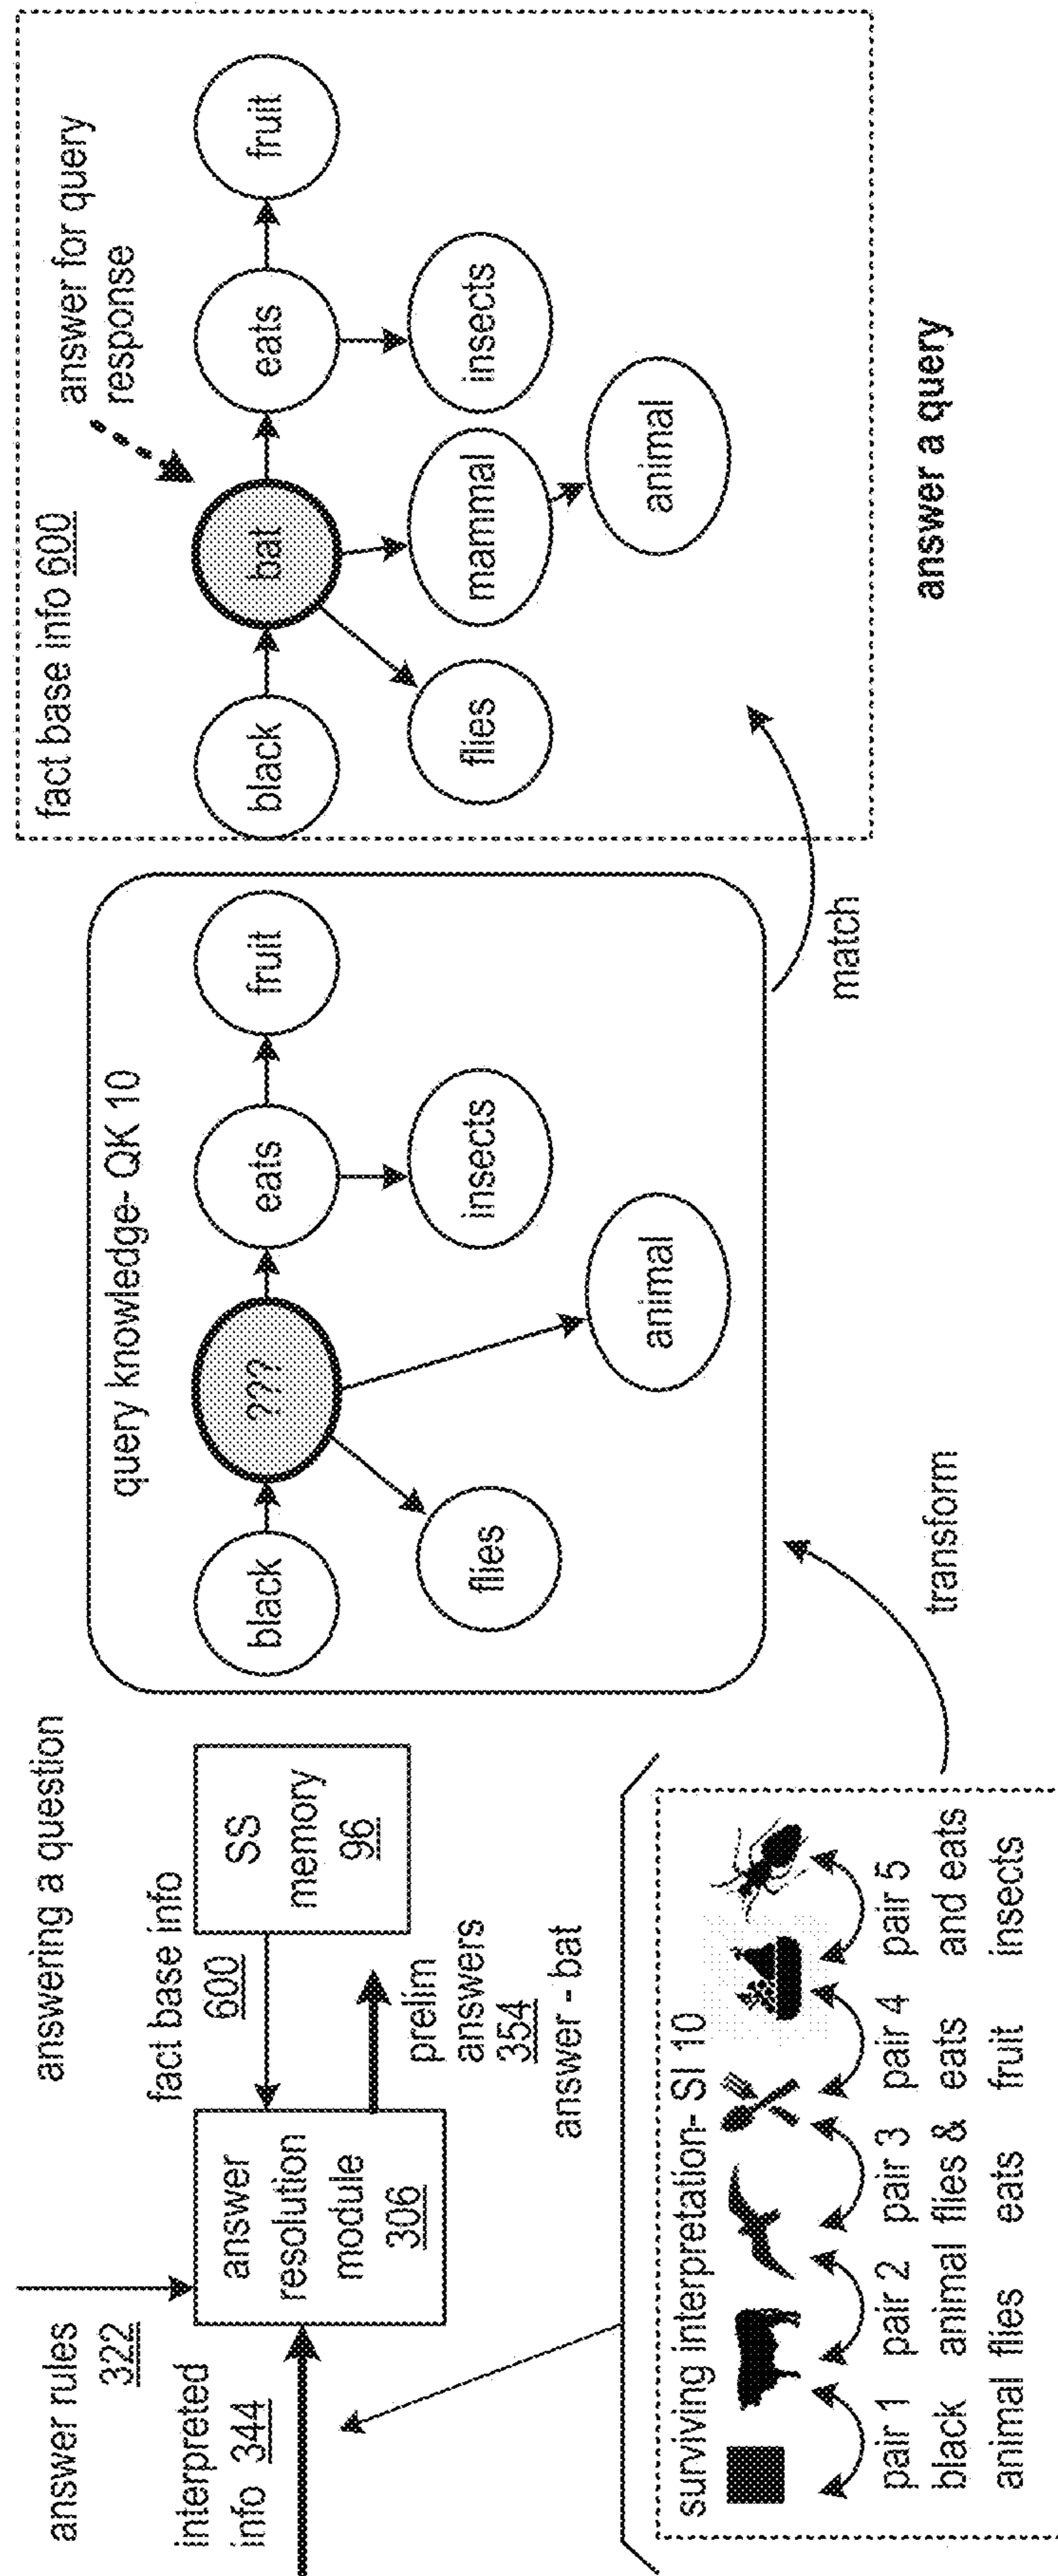 answering a question
answer rules
322
fact base info
600
interpreted
info 344
answer
resolution
module
306
SS
memory
96
prelim
answers
354
answer - bat
surviving interpretation- SI 10
pair 1
black
animal
pair 2
animal
flies
pair 3
flies &
eats
pair 4
eats
fruit
pair 5
and eats
insects
transform
query knowledge- QK 10
black
???
eats
fruit
flies
insects
animal
match
fact base info 600
answer for query
response
black
bat
eats
fruit
flies
mammal
insects
animal
answer a query